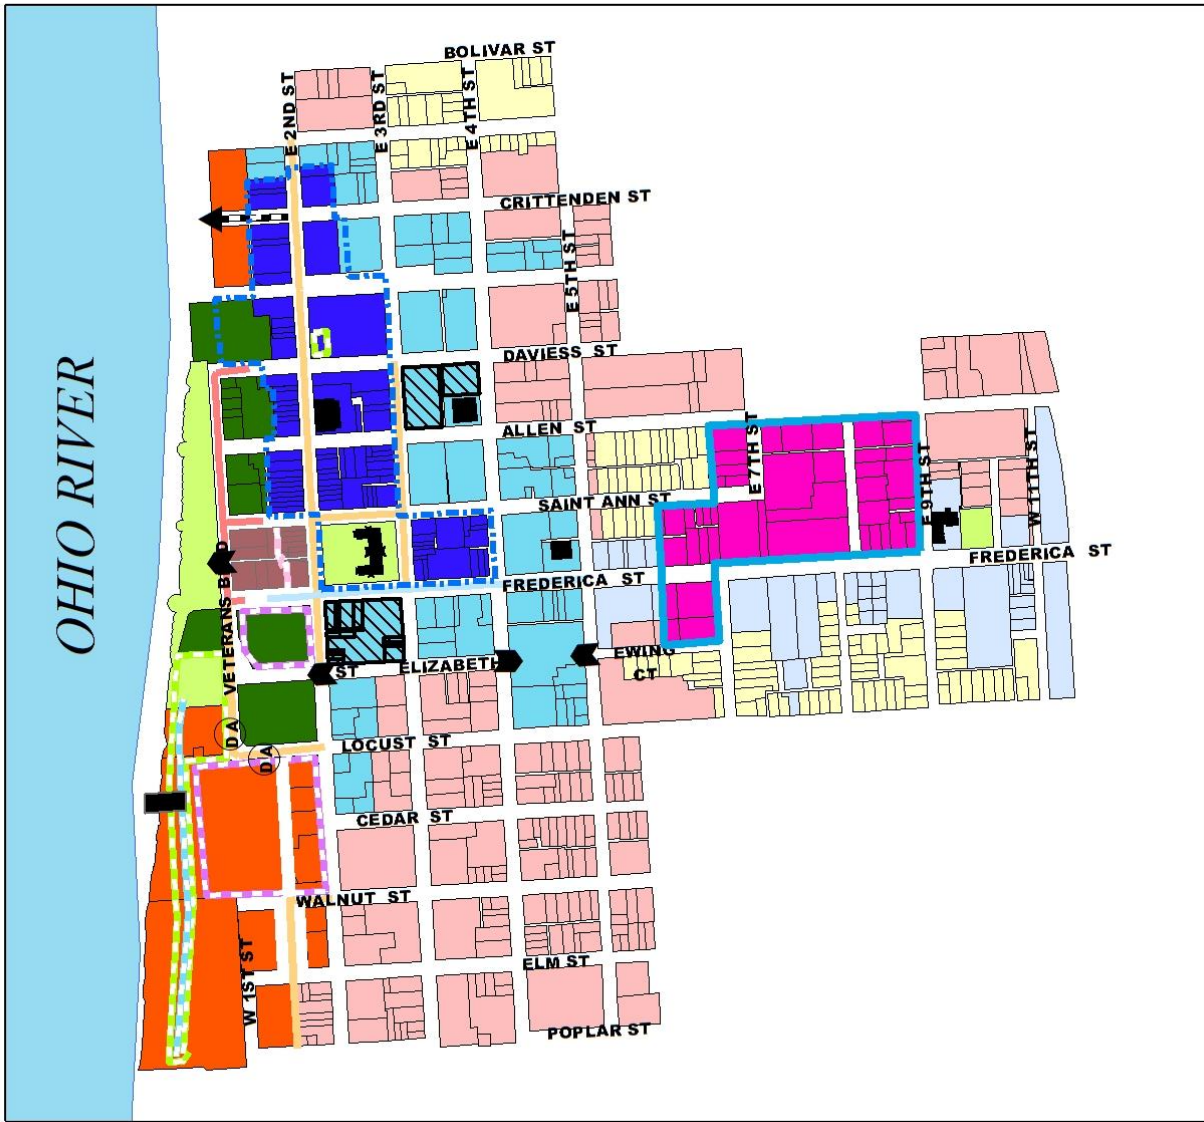 BOLIVAR ST
E 2ND ST
E 3RD ST
E 4TH ST
CRITTENDEN ST
E 5TH ST
DAVIESS ST
ALLEN ST
E 7TH ST
SAINT ANN ST
E 9TH ST
W 11TH ST
FREDERICA ST
FREDERICA ST
OHIO RIVER
VETERANS B D
ELIZABETH
ST
EWING
CT
D A
D A
LOCUST ST
CEDAR ST
WALNUT ST
W 1ST ST
ELM ST
POPLAR ST